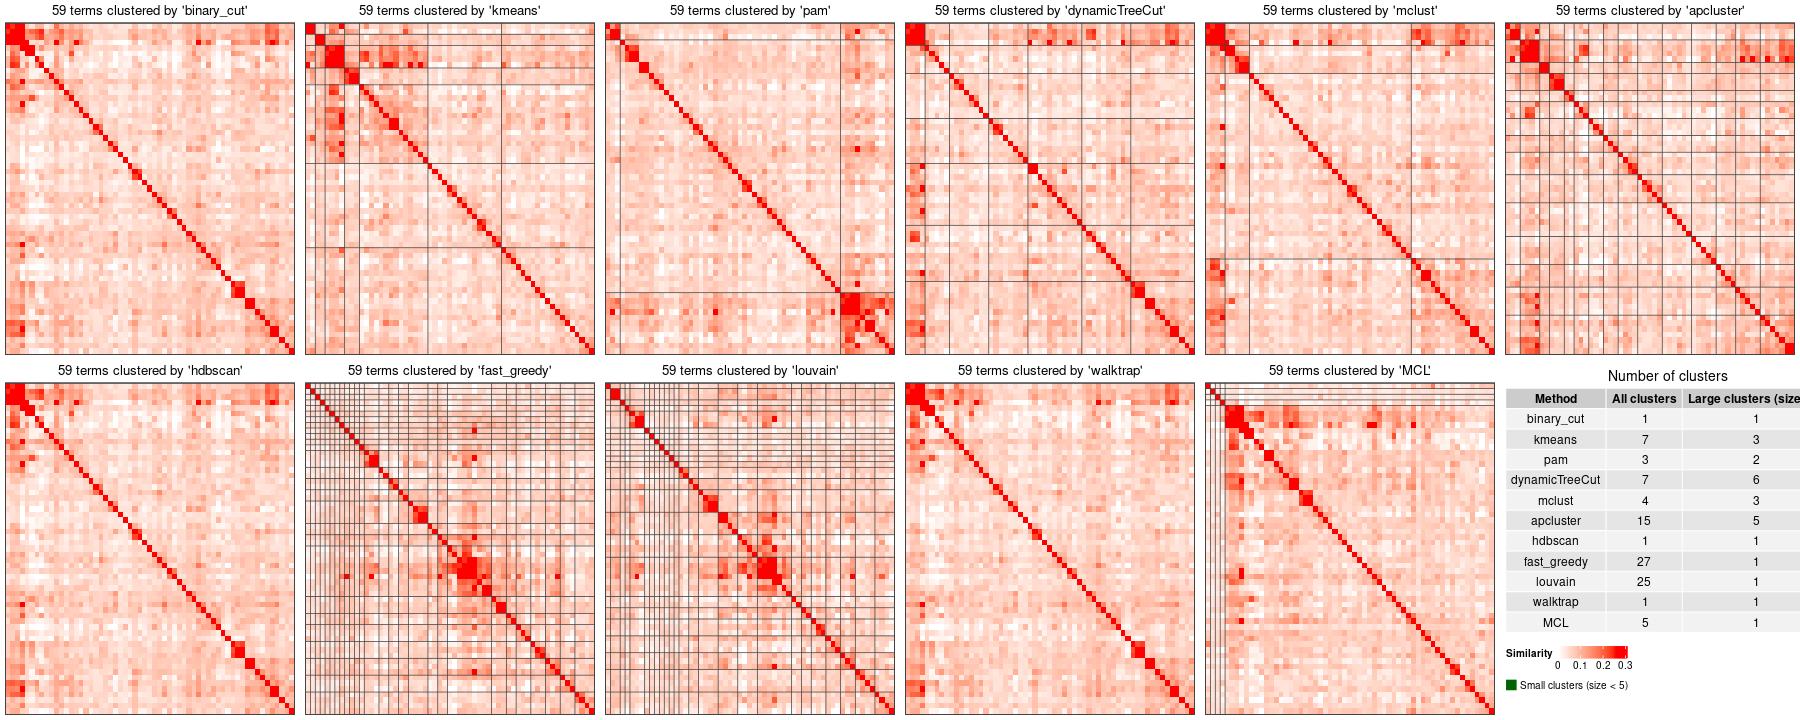 59 terms clustered by 'binary_cut'
59 terms clustered by 'kmeans'
59 terms clustered by 'pam'
59 terms clustered by 'dynamicTreeCut'
59 terms clustered by 'mclust'
59 terms clustered by 'apcluster'
59 terms clustered by 'hdbscan'
59 terms clustered by 'fast_greedy'
59 terms clustered by 'louvain'
59 terms clustered by 'walktrap'
59 terms clustered by 'MCL'
Number of clusters
Method All clusters Large clusters (size
binary_cut 1 1
kmeans 7 3
pam 3 2
dynamicTreeCut 7 6
mclust 4 3
apcluster 15 5
hdbscan 1 1
fast_greedy 27 1
louvain 25 1
walktrap 1 1
MCL 5 1
Similarity
0 0.1 0.2 0.3
Small clusters (size < 5)